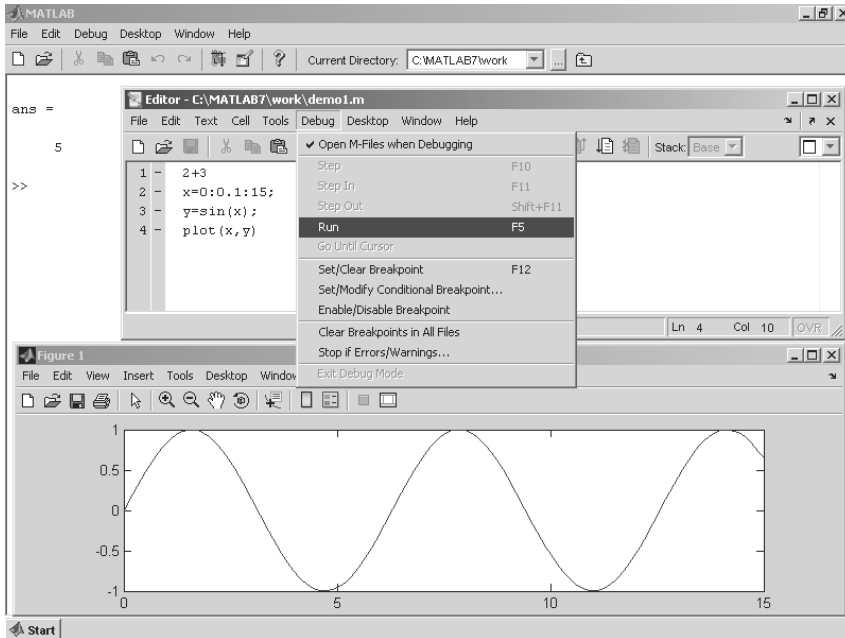 MATLAB
File Edit Debug Desktop Window Help
Current Directory: C:\MATLAB7\work ...
ans =
5
>>
Editor - C:\MATLAB7\work\demo1.m
File Edit Text Cell Tools Debug Desktop Window Help
Stack: Base
1 - 2+3
2 - x=0:0.1:15;
3 - y=sin(x);
4 - plot(x,y)
Open M-Files when Debugging
Step F10
Step In F11
Step Out Shift+F11
Run F5
Go Until Cursor
Set/Clear Breakpoint F12
Set/Modify Conditional Breakpoint...
Enable/Disable Breakpoint
Clear Breakpoints in All Files
Stop if Errors/Warnings...
Exit Debug Mode
Ln 4 Col 10 OVR
Figure 1
File Edit View Insert Tools Desktop Window
1
0.5
0
-0.5
-1
0 5 10 15
Start